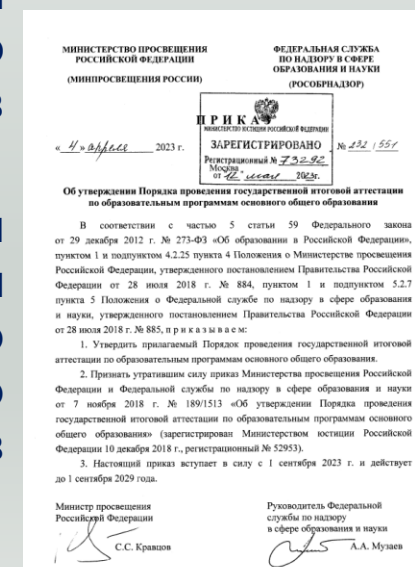 МИНИСТЕРСТВО ПРОСВЕЩЕНИЯ
РОССИЙСКОЙ ФЕДЕРАЦИИ
(МИНПРОСВЕЩЕНИЯ РОССИИ)
ФЕДЕРАЛЬНАЯ СЛУЖБА
ПО НАДЗОРУ В СФЕРЕ
ОБРАЗОВАНИЯ И НАУКИ
(РОСОБРНАДЗОР)
ПРИКАЗ
МИНИСТЕРСТВО ЮСТИЦИИ РОССИЙСКОЙ ФЕДЕРАЦИИ
ЗАРЕГИСТРИРОВАНО
Регистрационный № 73292
Москва
от 12 мая 2023г.
« 4 » апреля 2023 г.
№ 232 / 551
Об утверждении Порядка проведения государственной итоговой аттестации
по образовательным программам основного общего образования
В соответствии с частью 5 статьи 59 Федерального закона
от 29 декабря 2012 г. № 273-ФЗ «Об образовании в Российской Федерации»,
пунктом 1 и подпунктом 4.2.25 пункта 4 Положения о Министерстве просвещения
Российской Федерации, утвержденного постановлением Правительства Российской
Федерации от 28 июля 2018 г. № 884, пунктом 1 и подпунктом 5.2.7
пункта 5 Положения о Федеральной службе по надзору в сфере образования
и науки, утвержденного постановлением Правительства Российской Федерации
от 28 июля 2018 г. № 885, п р и к а з ы в а е м:
1. Утвердить прилагаемый Порядок проведения государственной итоговой
аттестации по образовательным программам основного общего образования.
2. Признать утратившим силу приказ Министерства просвещения Российской
Федерации и Федеральной службы по надзору в сфере образования и науки
от 7 ноября 2018 г. № 189/1513 «Об утверждении Порядка проведения
государственной итоговой аттестации по образовательным программам основного
общего образования» (зарегистрирован Министерством юстиции Российской
Федерации 10 декабря 2018 г., регистрационный № 52953).
3. Настоящий приказ вступает в силу с 1 сентября 2023 г. и действует
до 1 сентября 2029 года.
Министр просвещения
Российской Федерации
С.С. Кравцов
Руководитель Федеральной
службы по надзору
в сфере образования и науки
А.А. Музаев